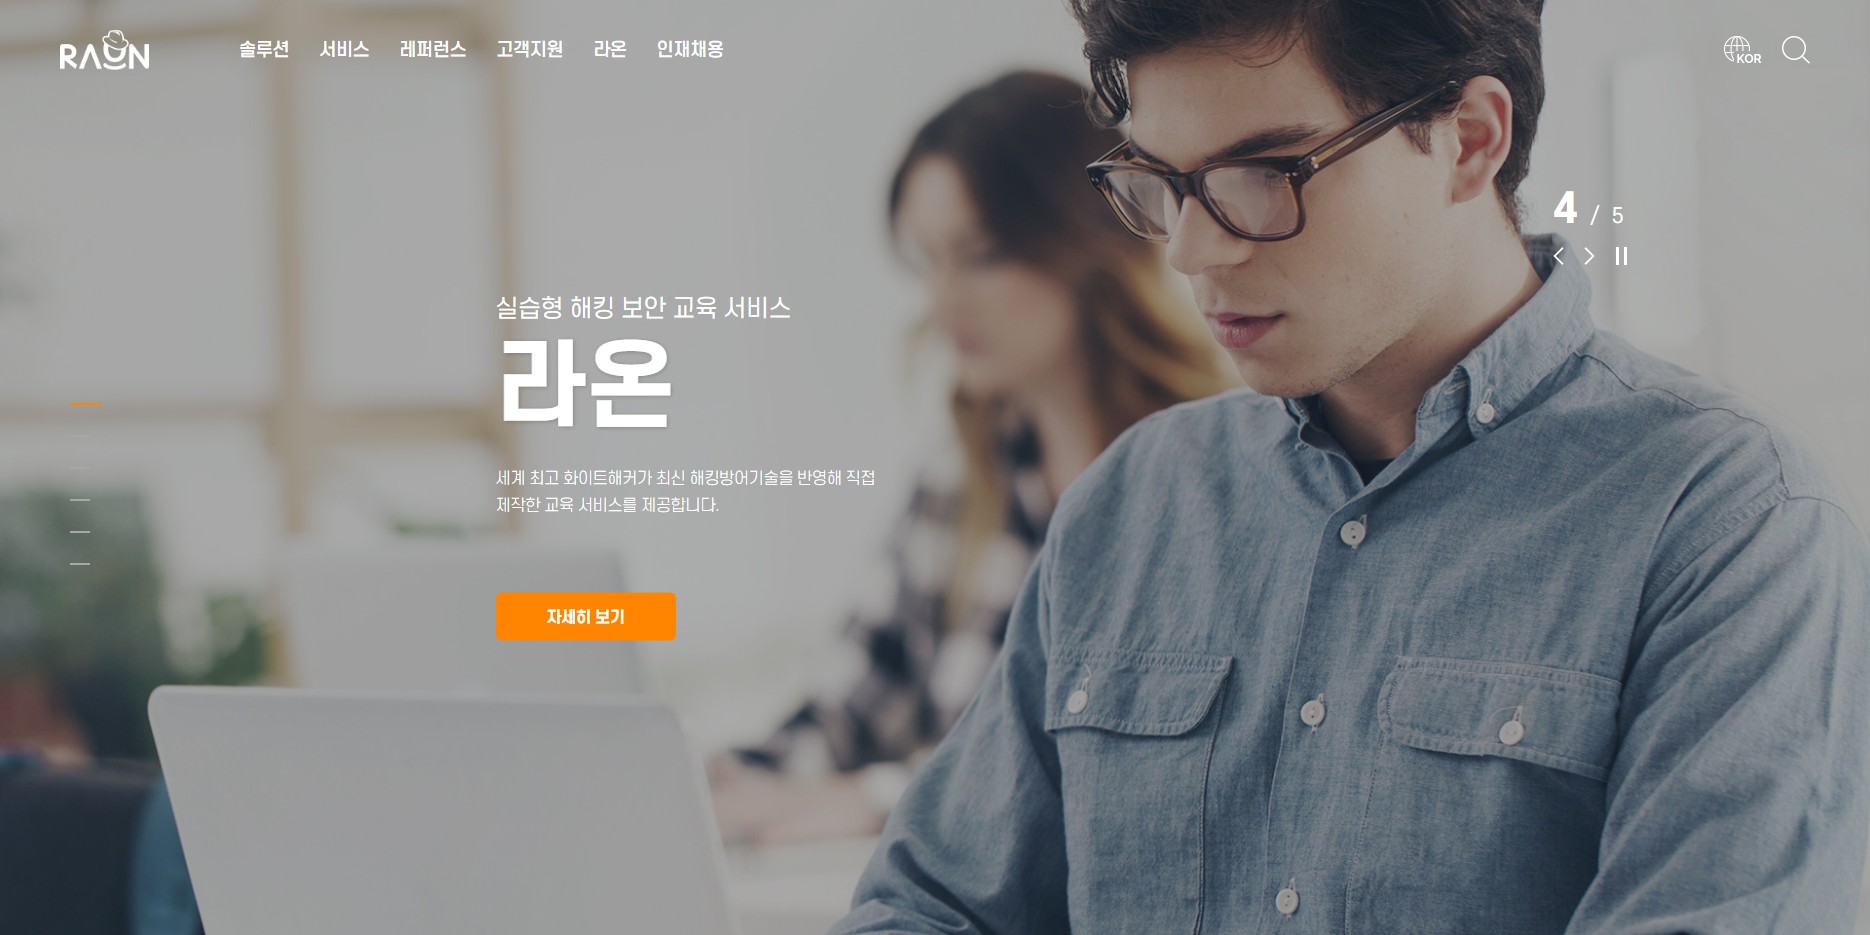 RAON
솔루션 서비스 레퍼런스 고객지원 라온 인재채용
KOR
4 / 5
실습형 해킹 보안 교육 서비스
라온
세계 최고 화이트해커가 최신 해킹방어기술을 반영해 직접
제작한 교육 서비스를 제공합니다.
자세히 보기